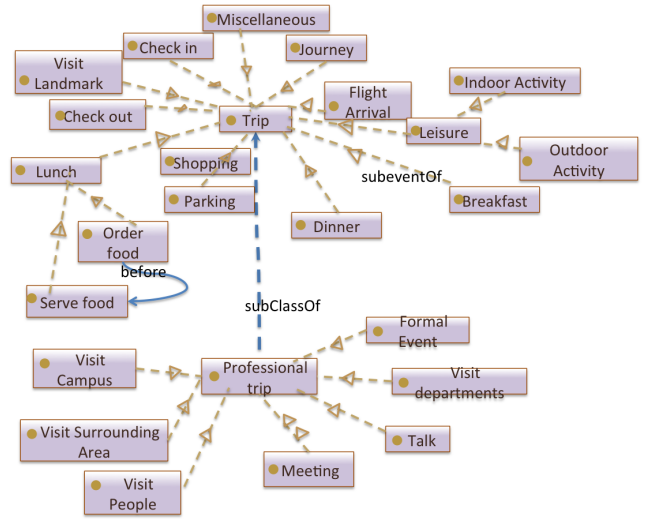 Miscellaneous
Check in
Journey
Visit
Landmark
Indoor Activity
Flight
Arrival
Check out
Trip
Leisure
Outdoor
Activity
Shopping
Lunch
subeventOf
Parking
Breakfast
Dinner
Order
food
before
Serve food
subClassOf
Formal
Event
Visit
Campus
Professional
trip
Visit
departments
Visit Surrounding
Area
Talk
Meeting
Visit
People